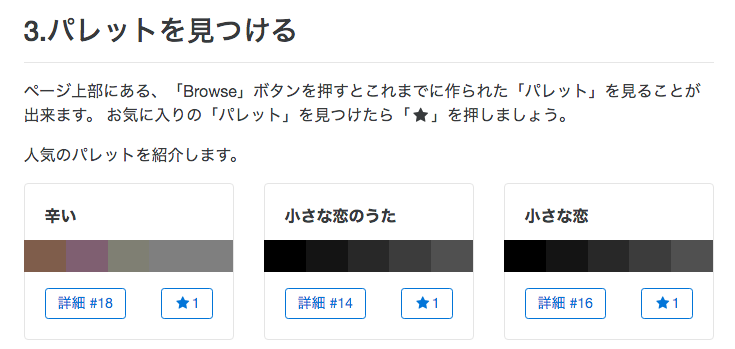 3.パレットを見つける
ページ上部にある、「Browse」ボタンを押すとこれまでに作られた「パレット」を見ることが
出来ます。 お気に入りの「パレット」を見つけたら「★」を押しましょう。
人気のパレットを紹介します。
辛い
詳細 #18
★1
小さな恋のうた
詳細 #14
★1
小さな恋
詳細 #16
★1